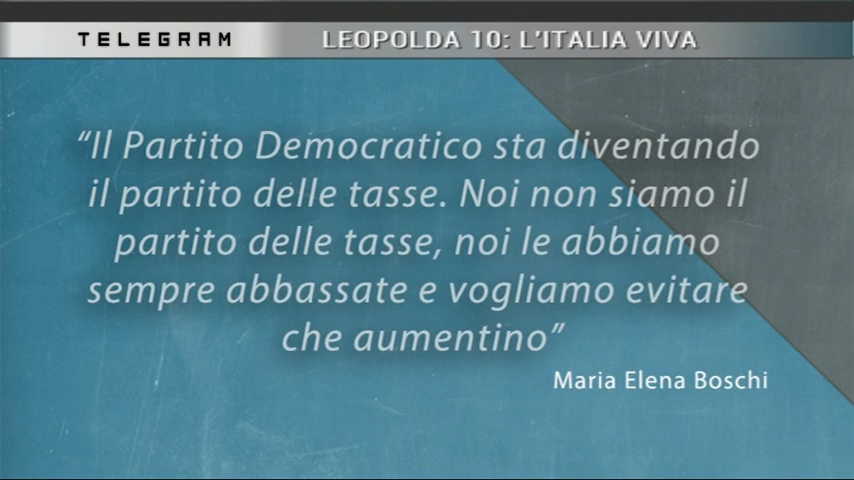 TELEGRAM
LEOPOLDA 10: L'ITALIA VIVA
“Il Partito Democratico sta diventando
il partito delle tasse. Noi non siamo il
partito delle tasse, noi le abbiamo
sempre abbassate e vogliamo evitare
che aumentino”
Maria Elena Boschi